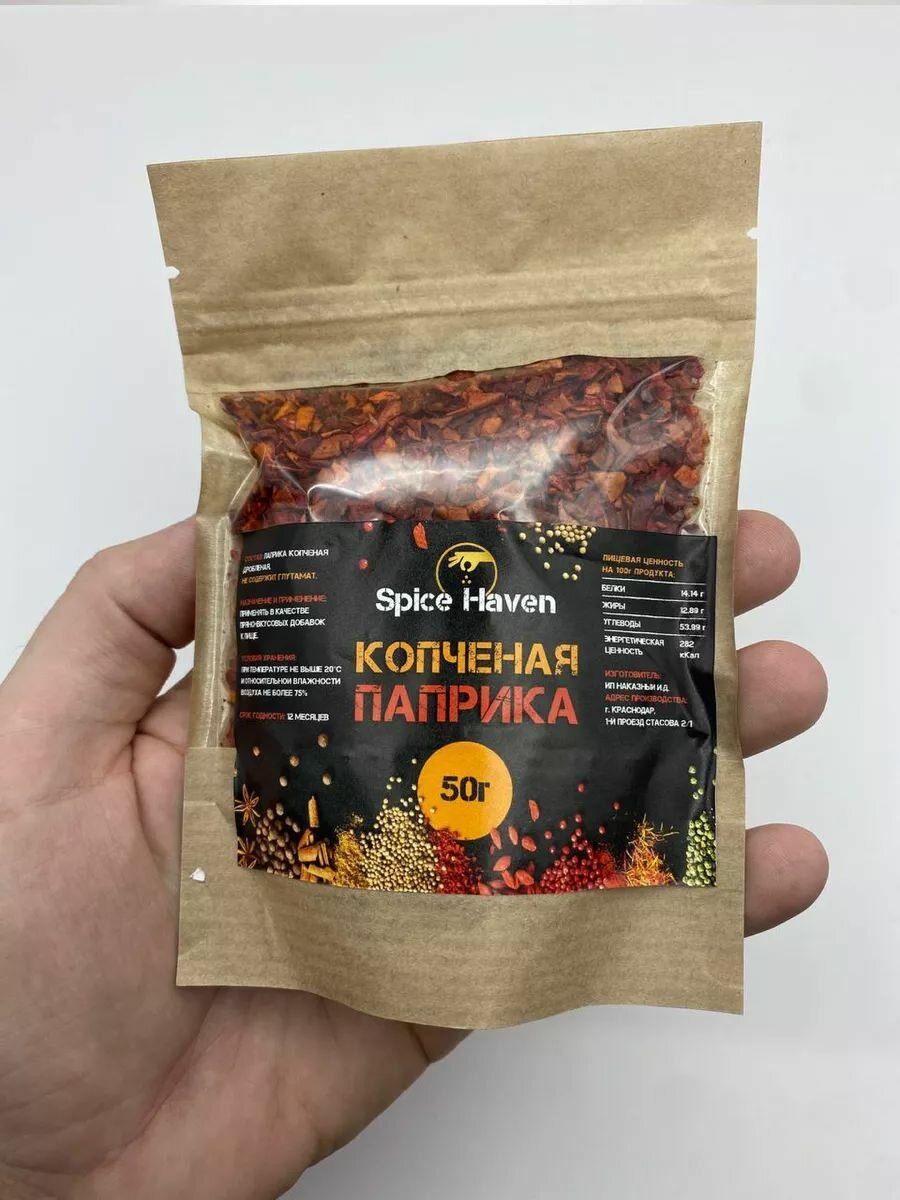 СОСТАВ: ПАПРИКА КОПЧЕНАЯ
ДРОБЛЕНАЯ.
НЕ СОДЕРЖИТ ГЛУТАМАТ.
НАЗНАЧЕНИЕ И ПРИМЕНЕНИЕ:
ПРИМЕНЯТЬ В КАЧЕСТВЕ
ПРЯНО-ВКУСОВЫХ ДОБАВОК
К ПИЩЕ.
УСЛОВИЯ ХРАНЕНИЯ:
ПРИ ТЕМПЕРАТУРЕ НЕ ВЫШЕ 20°С
И ОТНОСИТЕЛЬНОЙ ВЛАЖНОСТИ
ВОЗДУХА НЕ БОЛЕЕ 75%
СРОК ГОДНОСТИ: 12 МЕСЯЦЕВ
Spice Haven
КОПЧЕНАЯ
ПАПРИКА
50г
ПИЩЕВАЯ ЦЕННОСТЬ
НА 100г ПРОДУКТА:
БЕЛКИ 14.14 г
ЖИРЫ 12.89 г
УГЛЕВОДЫ 53.99 г
ЭНЕРГЕТИЧЕСКАЯ 282
ЦЕННОСТЬ кКал
ИЗГОТОВИТЕЛЬ:
ИП НАКАЗНЫЙ И.Д.
АДРЕС ПРОИЗВОДСТВА:
г. КРАСНОДАР,
1-Й ПРОЕЗД СТАСОВА 2/1